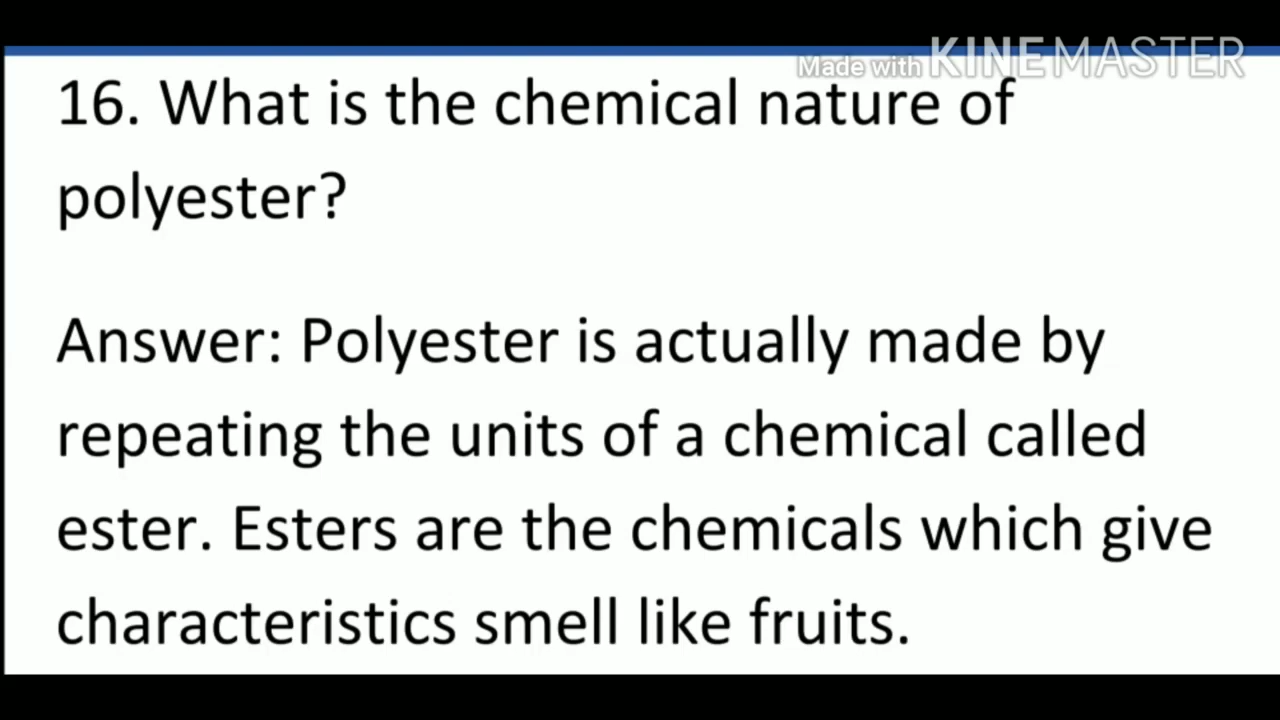 Made with KINEMASTER
16. What is the chemical nature of
polyester?
Answer: Polyester is actually made by
repeating the units of a chemical called
ester. Esters are the chemicals which give
characteristics smell like fruits.